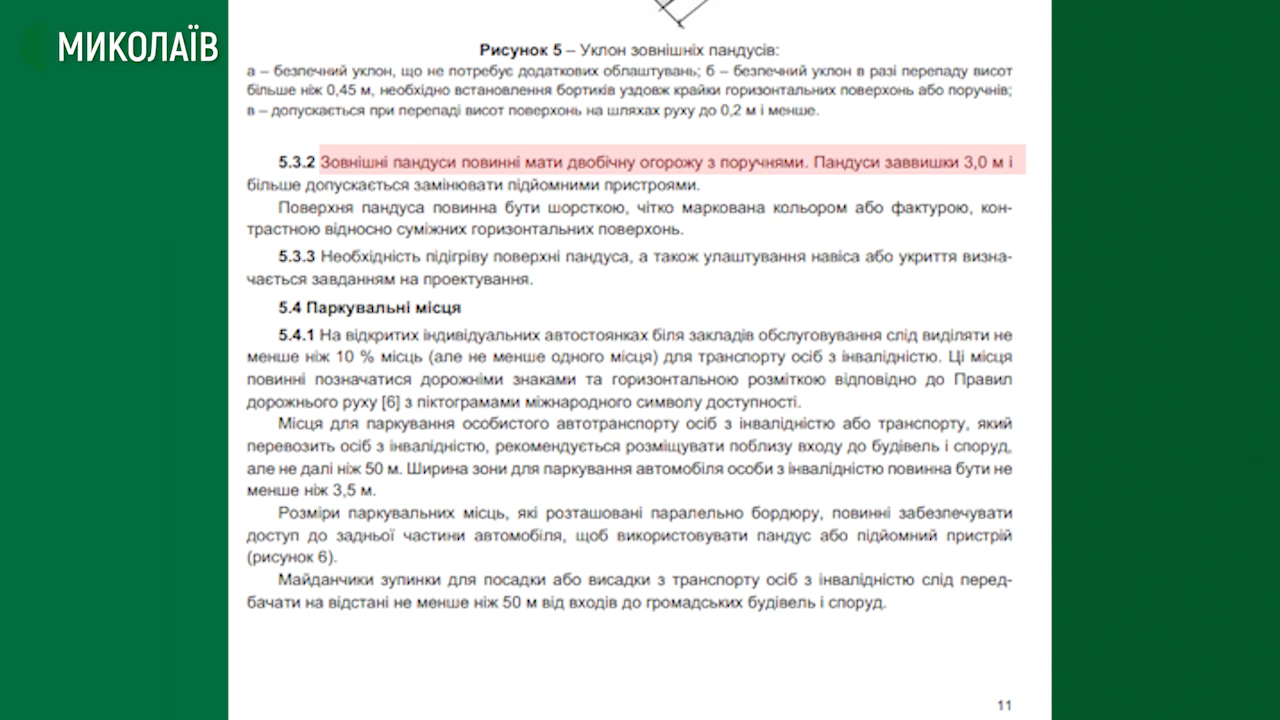 МИКОЛАЇВ
Рисунок 5 – Уклон зовнішніх пандусів:
а – безпечний уклон, що не потребує додаткових облаштувань; б – безпечний уклон в разі перепаду висот
більше ніж 0,45 м, необхідно встановлення бортиків уздовж крайки горизонтальних поверхонь або поручнів;
в – допускається при перепаді висот поверхонь на шляхах руху до 0,2 м і менше.
5.3.2 Зовнішні пандуси повинні мати двобічну огорожу з поручнями. Пандуси заввишки 3,0 м і
більше допускається замінювати підйомними пристроями.
Поверхня пандуса повинна бути шорсткою, чітко маркована кольором або фактурою, кон-
трастною відносно суміжних горизонтальних поверхонь.
5.3.3 Необхідність підігріву поверхні пандуса, а також улаштування навіса або укриття визна-
чається завданням на проектування.
5.4 Паркувальні місця
5.4.1 На відкритих індивідуальних автостоянках біля закладів обслуговування слід виділяти не
менше ніж 10 % місць (але не менше одного місця) для транспорту осіб з інвалідністю. Ці місця
повинні позначатися дорожніми знаками та горизонтальною розміткою відповідно до Правил
дорожнього руху [6] з піктограмами міжнародного символу доступності.
Місця для паркування особистого автотранспорту осіб з інвалідністю або транспорту, який
перевозить осіб з інвалідністю, рекомендується розміщувати поблизу входу до будівель і споруд,
але не далі ніж 50 м. Ширина зони для паркування автомобіля особи з інвалідністю повинна бути не
менше ніж 3,5 м.
Розміри паркувальних місць, які розташовані паралельно бордюру, повинні забезпечувати
доступ до задньої частини автомобіля, щоб використовувати пандус або підйомний пристрій
(рисунок 6).
Майданчики зупинки для посадки або висадки з транспорту осіб з інвалідністю слід перед-
бачати на відстані не менше ніж 50 м від входів до громадських будівель і споруд.
11